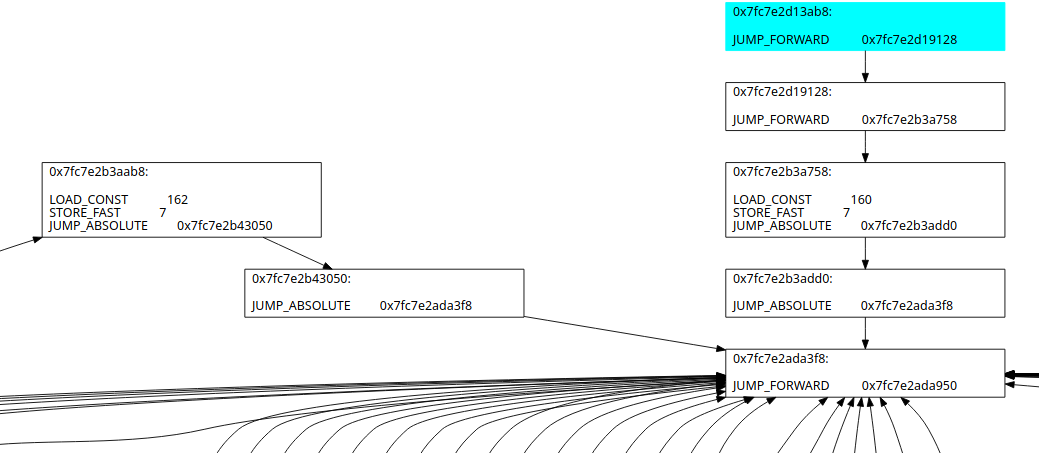 0x7fc7e2d13ab8:
JUMP_FORWARD 0x7fc7e2d19128
0x7fc7e2d19128:
JUMP_FORWARD 0x7fc7e2b3a758
0x7fc7e2b3aab8:
LOAD_CONST 162
STORE_FAST 7
JUMP_ABSOLUTE 0x7fc7e2b43050
0x7fc7e2b3a758:
LOAD_CONST 160
STORE_FAST 7
JUMP_ABSOLUTE 0x7fc7e2b3add0
0x7fc7e2b43050:
JUMP_ABSOLUTE 0x7fc7e2ada3f8
0x7fc7e2b3add0:
JUMP_ABSOLUTE 0x7fc7e2ada3f8
0x7fc7e2ada3f8:
JUMP_FORWARD 0x7fc7e2ada950